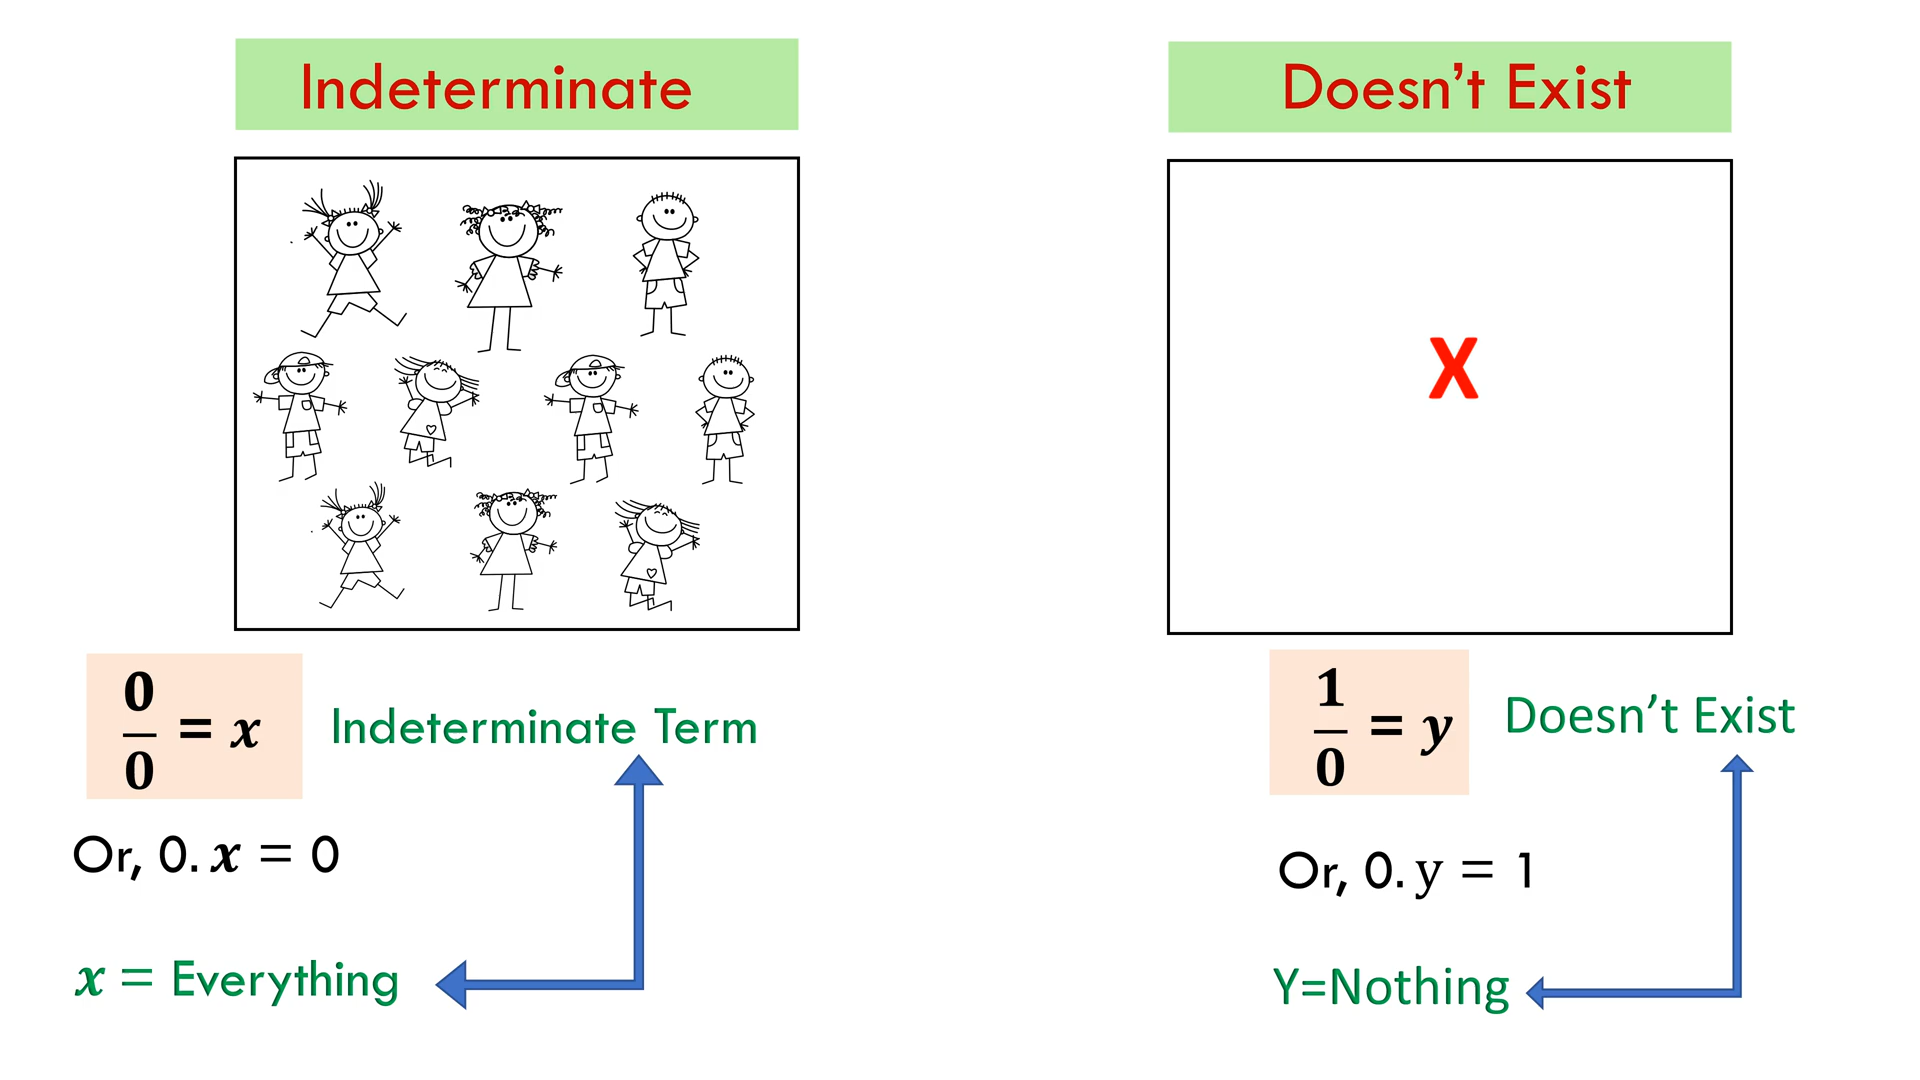 Indeterminate
Doesn't Exist
X
0/0 = x
Indeterminate Term
Or, 0. x = 0
x = Everything
1/0 = y
Doesn't Exist
Or, 0. y = 1
Y=Nothing